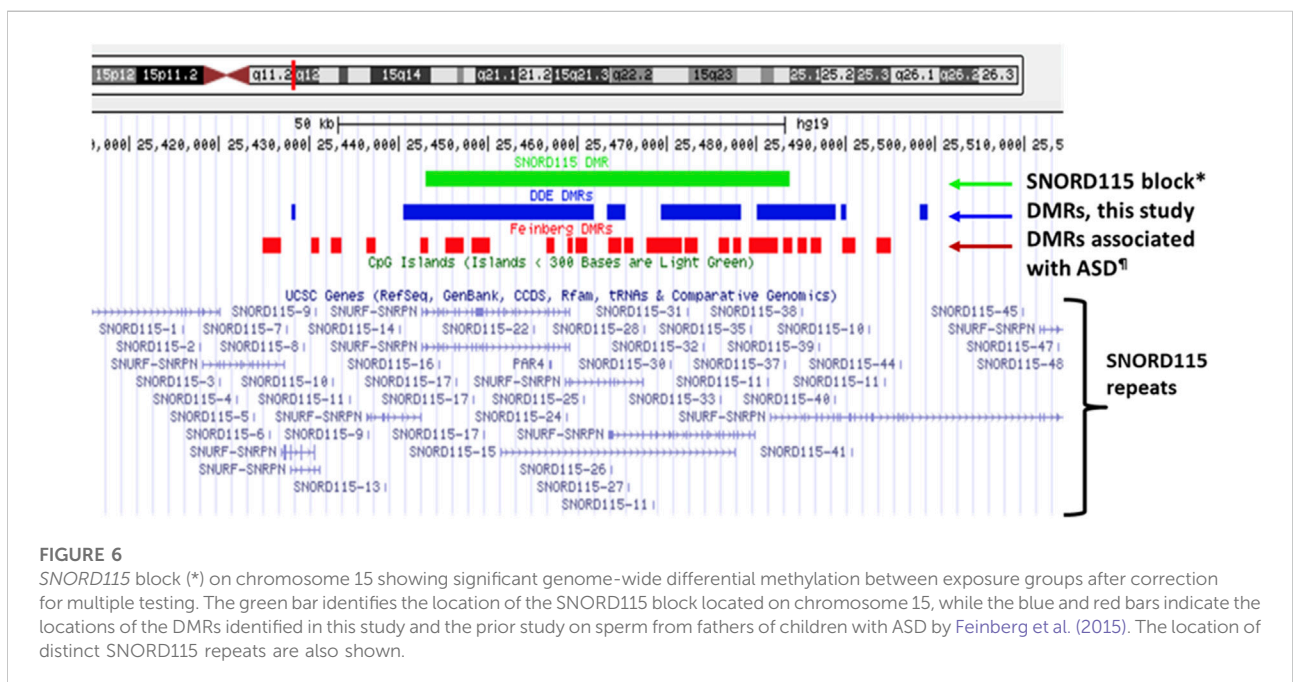 15p12 15p11.2 q11.2 q12 15q14 q21.1 21.2 15q21.3 q22.2 15q23 25.1 25.2 25.3 q26.1 q26.2 26.3
50 kb hg19
0,000| 25,420,000| 25,430,000| 25,440,000| 25,450,000| 25,460,000| 25,470,000| 25,480,000| 25,490,000| 25,500,000| 25,510,000| 25,5
SNORD115 DMR
SNORD115 block*
DDE DMRs
DMRs, this study
Feinberg DMRs
DMRs associated
with ASD¶
CpG Islands (Islands < 300 Bases are Light Green)
UCSC Genes (RefSeq, GenBank, CCDS, Rfam, tRNAs & Comparative Genomics)
SNORD115-9 SNURF-SNRPN SNORD115-31 SNORD115-38 SNORD115-45
SNORD115-1 SNORD115-7 SNORD115-14 SNORD115-22 SNORD115-28 SNORD115-35 SNORD115-10 SNURF-SNRPN
SNORD115-2 SNORD115-8 SNURF-SNRPN SNORD115-32 SNORD115-39 SNORD115-47
SNURF-SNRPN SNORD115-16 PAR4 SNORD115-30 SNORD115-37 SNORD115-44 SNORD115-48
SNORD115-3 SNORD115-10 SNORD115-17 SNURF-SNRPN SNORD115-11 SNORD115-11
SNORD115-4 SNORD115-11 SNORD115-17 SNORD115-25 SNORD115-33 SNORD115-40
SNORD115-5 SNURF-SNRPN SNORD115-24 SNURF-SNRPN
SNORD115-6 SNORD115-9 SNORD115-17 SNURF-SNRPN
SNURF-SNRPN SNORD115-15 SNORD115-41
SNURF-SNRPN SNORD115-26
SNORD115-13 SNORD115-27
SNORD115-11
SNORD115
repeats
FIGURE 6
SNORD115 block (*) on chromosome 15 showing significant genome-wide differential methylation between exposure groups after correction
for multiple testing. The green bar identifies the location of the SNORD115 block located on chromosome 15, while the blue and red bars indicate the
locations of the DMRs identified in this study and the prior study on sperm from fathers of children with ASD by Feinberg et al. (2015). The location of
distinct SNORD115 repeats are also shown.